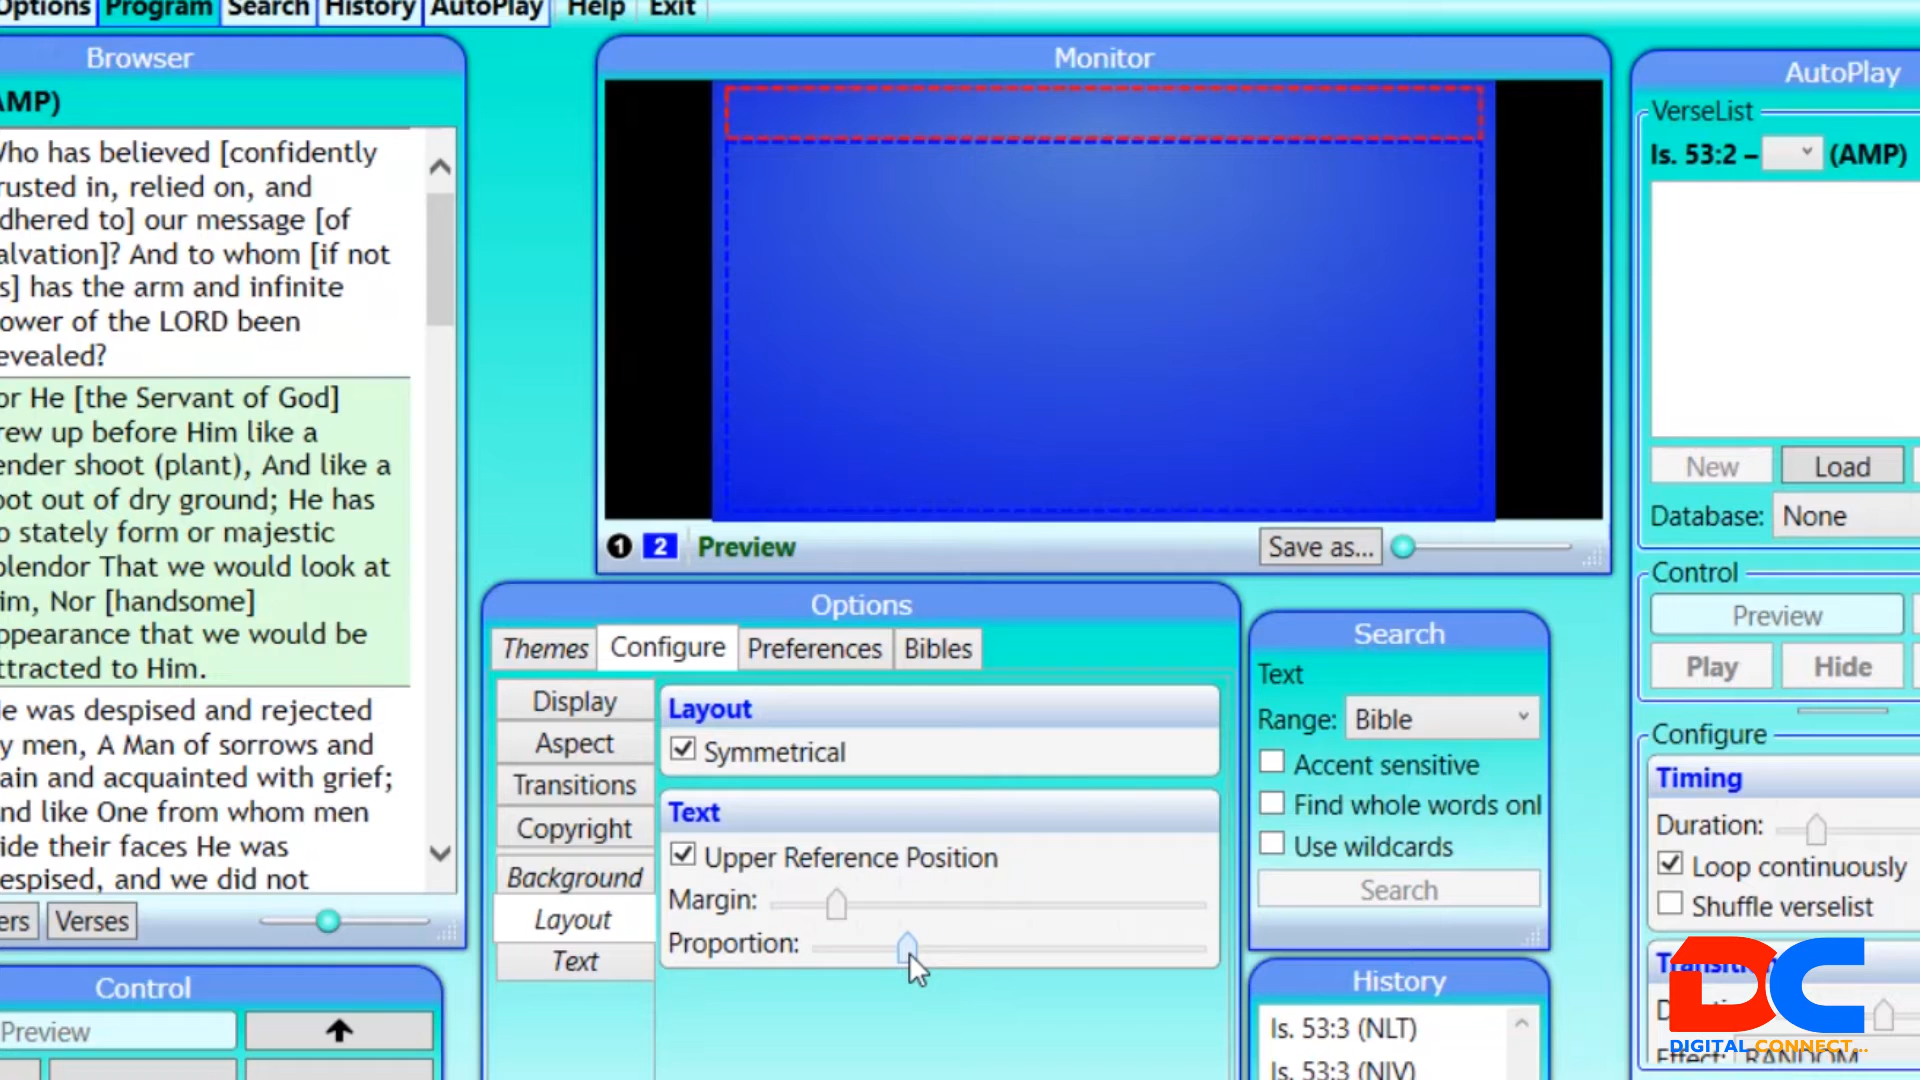 Options Program Search History AutoPlay Help Exit
Browser
AMP)
Who has believed [confidently
rusted in, relied on, and
dhered to] our message [of
alvation]? And to whom [if not
s] has the arm and infinite
ower of the LORD been
evealed?
or He [the Servant of God]
rew up before Him like a
ender shoot (plant), And like a
oot out of dry ground; He has
o stately form or majestic
plendor That we would look at
im, Nor [handsome]
ppearance that we would be
ttracted to Him.
e was despised and rejected
y men, A Man of sorrows and
ain and acquainted with grief;
nd like One from whom men
ide their faces He was
espised, and we did not
ers Verses
Control
Preview
Monitor
1 2 Preview Save as...
Options
Themes Configure Preferences Bibles
Display
Aspect
Transitions
Copyright
Background
Layout
Text
Layout
Symmetrical
Text
Upper Reference Position
Margin:
Proportion:
Search
Text
Range: Bible
Accent sensitive
Find whole words onl
Use wildcards
Search
History
Is. 53:3 (NLT)
Is. 53:3 (NIV)
AutoPlay
VerseList
Is. 53:2 – (AMP)
New Load
Database: None
Control
Preview
Play Hide
Configure
Timing
Duration:
Loop continuously
Shuffle verselist
Effect: RANDOM
DC
DIGITAL CONNECT...